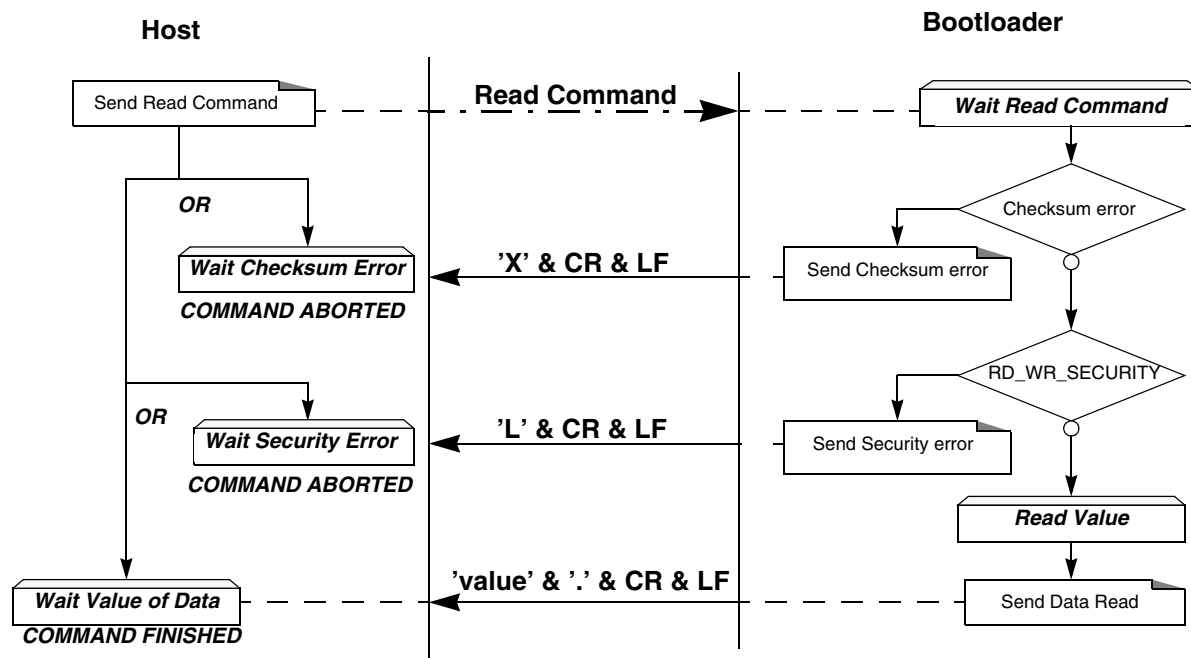 Host
Bootloader
Send Read Command
Read Command
Wait Read Command
OR
Checksum error
Wait Checksum Error
'X' & CR & LF
Send Checksum error
COMMAND ABORTED
RD_WR_SECURITY
OR
Wait Security Error
'L' & CR & LF
Send Security error
COMMAND ABORTED
Read Value
'value' & '.' & CR & LF
Wait Value of Data
Send Data Read
COMMAND FINISHED